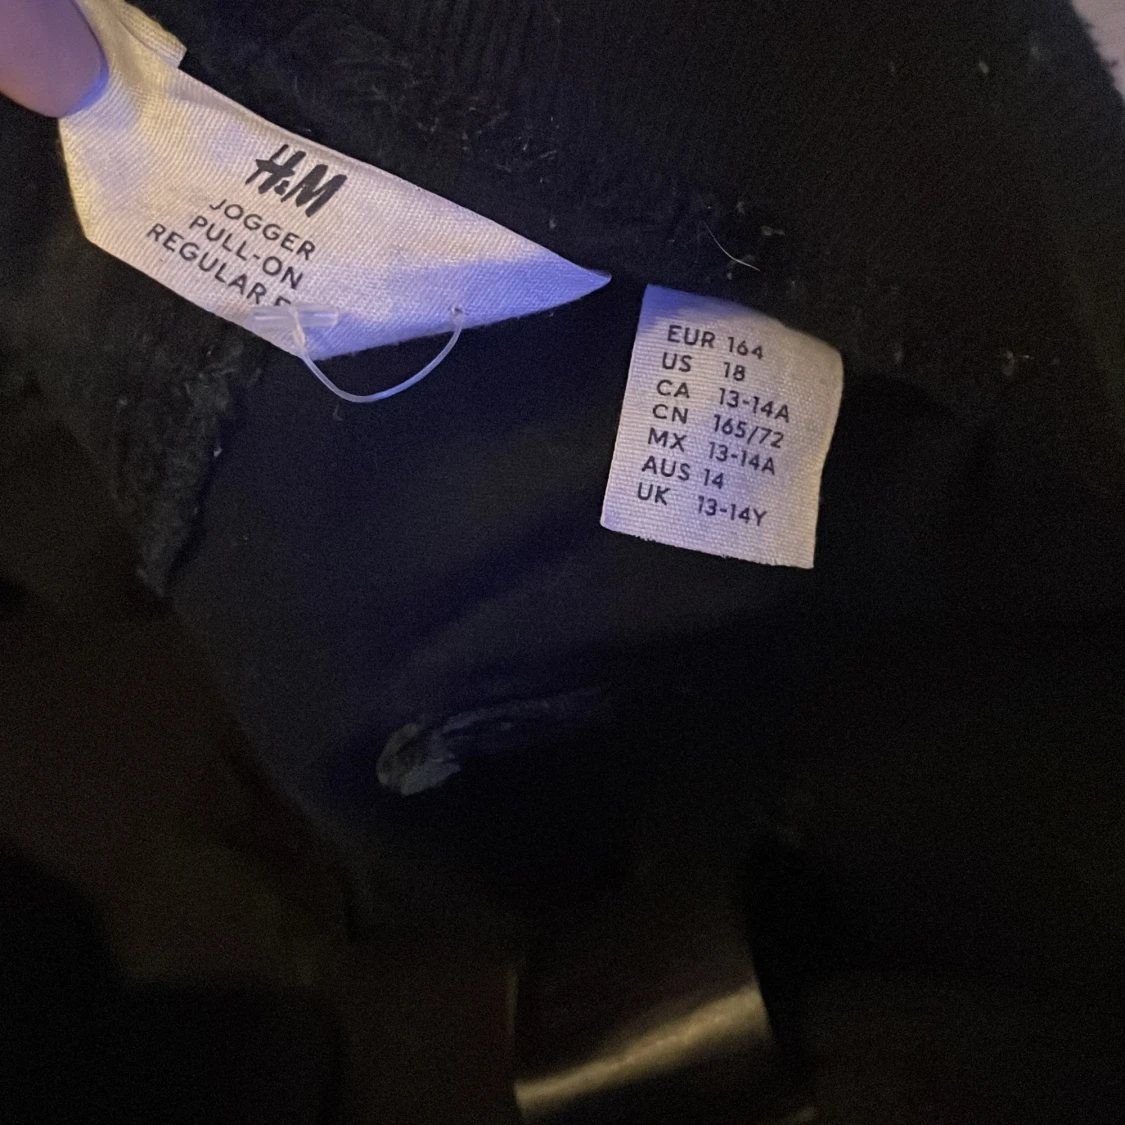 H&M
JOGGER
PULL-ON
REGULAR
EUR 164
US 18
CA 13-14A
CN 165/72
MX 13-14A
AUS 14
UK 13-14Y